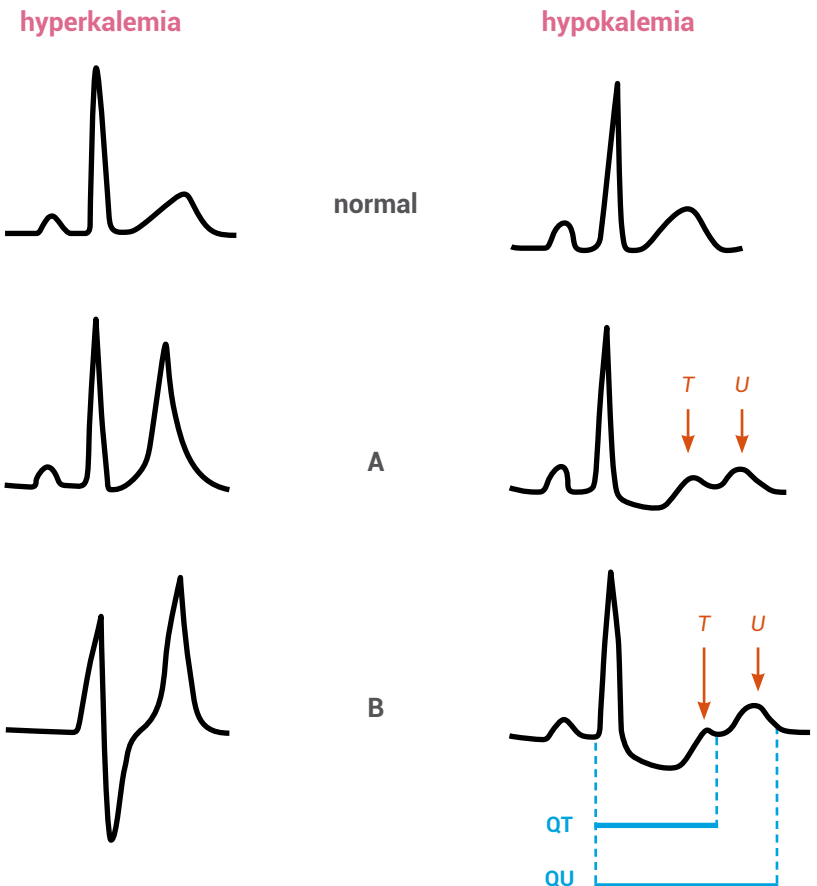 hyperkalemia
hypokalemia
normal
A
T U
B
T U
QT
QU